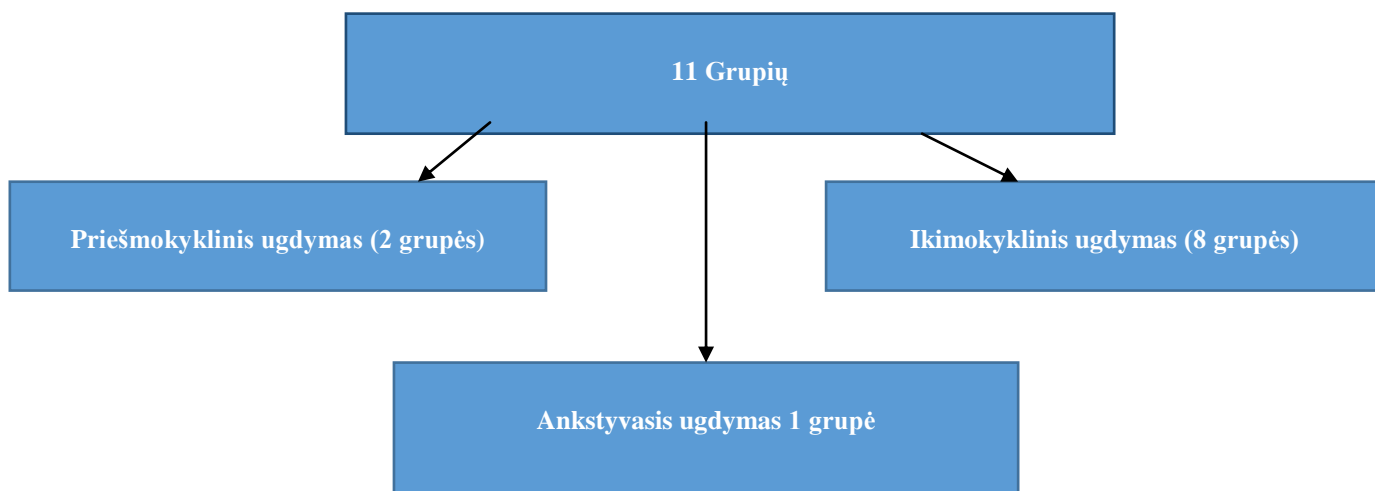 11 Grupių
Priešmokyklinis ugdymas (2 grupės)
Ikimokyklinis ugdymas (8 grupės)
Ankstyvasis ugdymas 1 grupė